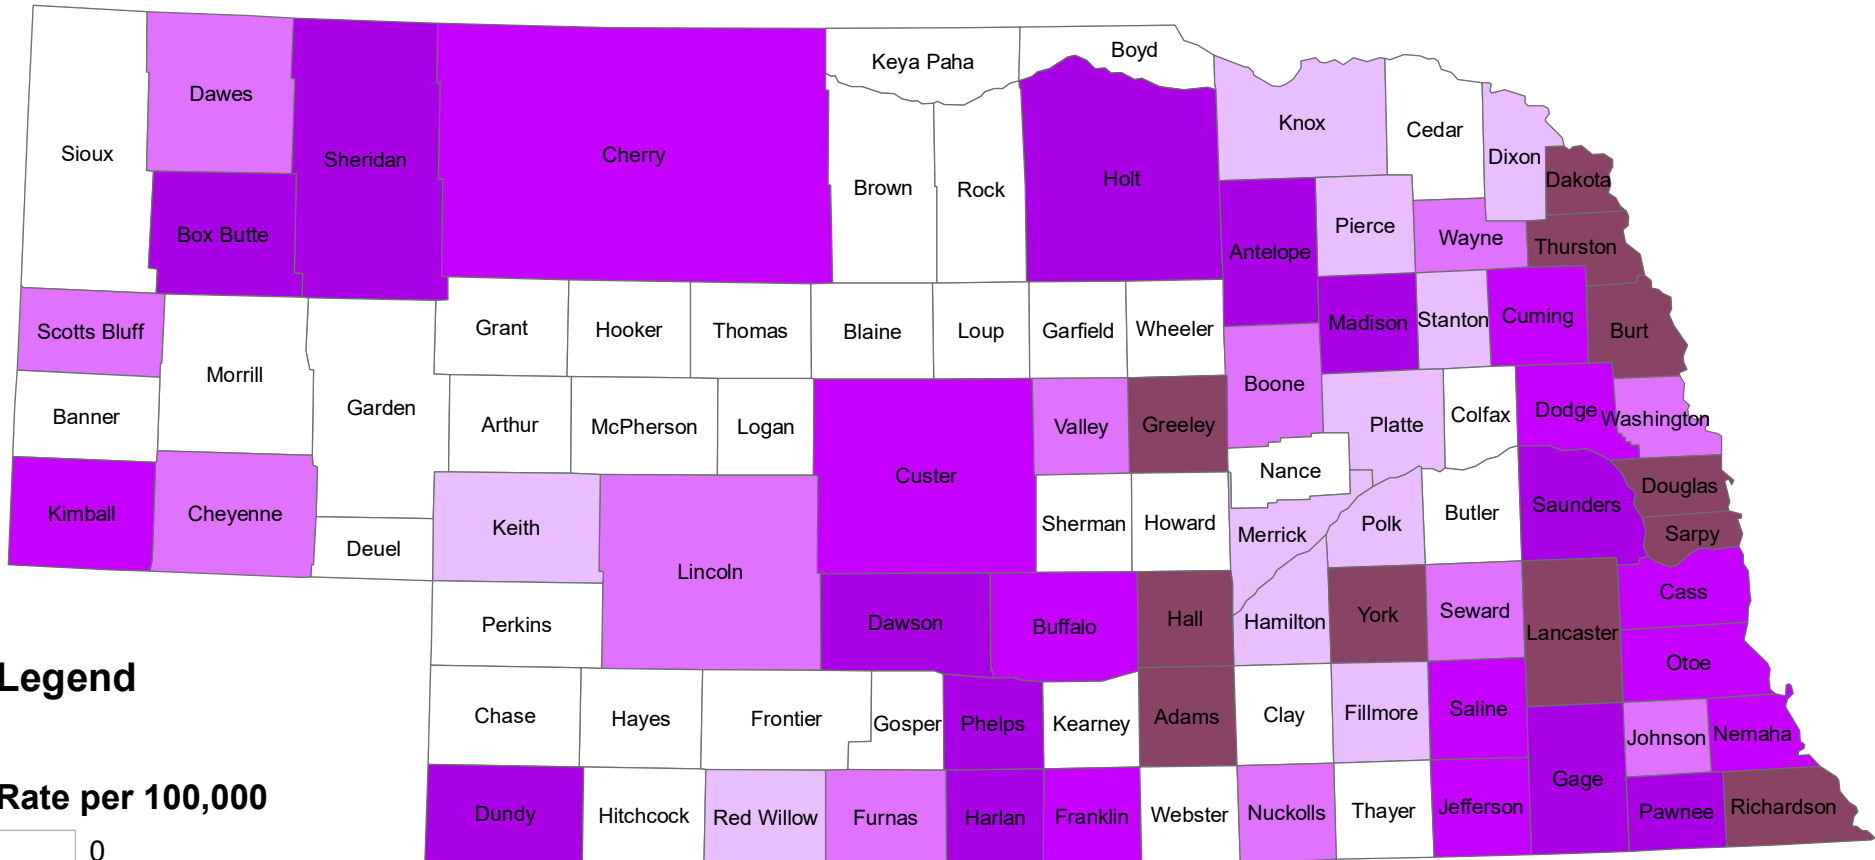 Keya Paha
Boyd
Dawes
Sioux
Sheridan
Cherry
Brown
Rock
Holt
Knox
Cedar
Dixon
Dakota
Box Butte
Antelope
Pierce
Wayne
Thurston
Scotts Bluff
Morrill
Garden
Grant
Hooker
Thomas
Blaine
Loup
Garfield
Wheeler
Madison
Stanton
Cuming
Burt
Banner
Arthur
McPherson
Logan
Custer
Valley
Greeley
Boone
Platte
Colfax
Dodge
Washington
Nance
Kimball
Cheyenne
Deuel
Keith
Lincoln
Sherman
Howard
Merrick
Polk
Butler
Saunders
Douglas
Sarpy
Perkins
Dawson
Buffalo
Hall
Hamilton
York
Seward
Lancaster
Cass
Otoe
Legend
Chase
Hayes
Frontier
Gosper
Phelps
Kearney
Adams
Clay
Fillmore
Saline
Johnson
Nemaha
Gage
Rate per 100,000
Dundy
Hitchcock
Red Willow
Furnas
Harlan
Franklin
Webster
Nuckolls
Thayer
Jefferson
Pawnee
Richardson
0